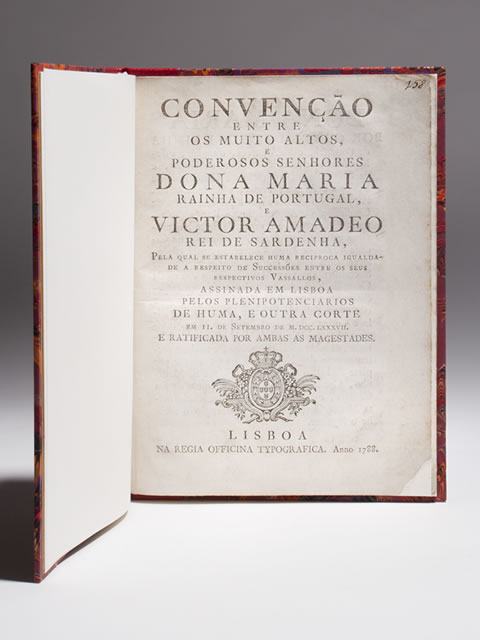 158
CONVENÇÃO
ENTRE
OS MUITO ALTOS,
E
PODEROSOS SENHORES
DONA MARIA
RAINHA DE PORTUGAL,
E
VICTOR AMADEO
REI DE SARDENHA,
PELA QUAL SE ESTABELECE HUMA RECIPROCA IGUALDA-
DE A RESPEITO DE SUCCESSÕES ENTRE OS SEUS
RESPECTIVOS VASSALLOS,
ASSINADA EM LISBOA
PELOS PLENIPOTENCIARIOS
DE HUMA, E OUTRA CORTE
EM 11. DE SETEMBRO DE M. DCC. LXXXVII.
E RATIFICADA POR AMBAS AS MAGESTADES.
LISBOA
NA REGIA OFFICINA TYPOGRAFICA. Anno 1788.